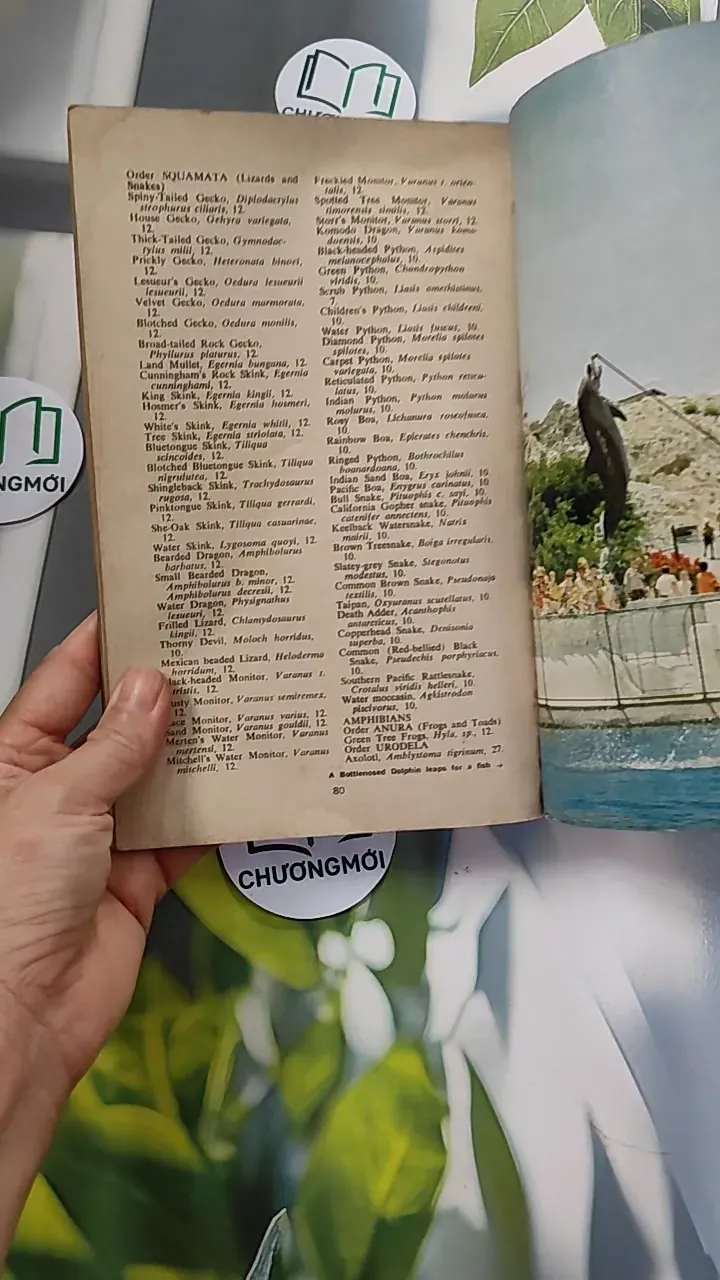 CHƯƠNGMỚI
NGMỚI
Order SQUAMATA (Lizards and
Snakes)
Spiny-Tailed Gecko, Diplodactylus
strophurus ciliaris, 12.
House Gecko, Gehyra variegata,
12.
Thick-Tailed Gecko, Gymnodac-
tylus milii, 12.
Prickly Gecko, Heteronata binori,
12.
Lesueur's Gecko, Oedura lesueurii
lesueurii, 12.
Velvet Gecko, Oedura marmorata,
12.
Blotched Gecko, Oedura monilis,
12.
Broad-tailed Rock Gecko,
Phyllurus platurus, 12.
Land Mullet, Egernia bungana, 12.
Cunningham's Rock Skink, Egernia
cunninghami, 12.
King Skink, Egernia kingii, 12.
Hosmer's Skink, Egernia hosmeri,
12.
White's Skink, Egernia whitii, 12.
Tree Skink, Egernia striolata, 12.
Bluetongue Skink, Tiliqua
scincoides, 12.
Blotched Bluetongue Skink, Tiliqua
nigrulutea, 12.
Shingleback Skink, Trachydosaurus
rugosa, 12.
Pinktongue Skink, Tiliqua gerrardi,
12.
She-Oak Skink, Tiliqua casuarinae,
12.
Water Skink, Lygosoma quoyi, 12.
Bearded Dragon, Amphibolurus
barbatus, 12.
Small Bearded Dragon,
Amphibolurus b. minor, 12.
Amphibolurus decresii, 12.
Water Dragon, Physignathus
lesueuri, 12.
Frilled Lizard, Chlamydosaurus
kingii, 12.
Thorny Devil, Moloch horridus,
10.
Mexican beaded Lizard, Heloderma
horridum, 12.
lack-headed Monitor, Varanus t.
tristis, 12.
usty Monitor, Varanus semiremex,
12.
ace Monitor, Varanus varius, 12.
and Monitor, Varanus gouldii, 12.
Merten's Water Monitor, Varanus
mertensi, 12.
Mitchell's Water Monitor, Varanus
mitchelli, 12.
Freckled Monitor, Varanus t. orien-
talis, 12.
Spotted Tree Monitor, Varanus
timorensis similis, 12.
Storr's Monitor, Varanus storri, 12.
Komodo Dragon, Varanus komo-
doensis, 10.
Black-headed Python, Aspidites
melanocephalus, 10.
Green Python, Chondropython
viridis, 10.
Scrub Python, Liasis amethistinus,
7.
Children's Python, Liasis childreni,
10.
Water Python, Liasis fuscus, 10.
Diamond Python, Morelia spilotes
spilotes, 10.
Carpet Python, Morelia spilotes
variegata, 10.
Reticulated Python, Python reticu-
latus, 10.
Indian Python, Python molurus
molurus, 10.
Rosy Boa, Lichanura roseofusca,
10.
Rainbow Boa, Epicrates chenchris,
10.
Ringed Python, Bothrochilus
boanardoana, 10.
Indian Sand Boa, Eryx johnii, 10.
Pacific Boa, Enygrus carinatus, 10.
Bull Snake, Pituophis c. sayi, 10.
California Gopher snake, Pituophis
catenifer annectens, 10.
Keelback Watersnake, Natrix
mairii, 10.
Brown Treesnake, Boiga irregularis,
10.
Slatey-grey Snake, Stegonotus
modestus, 10.
Common Brown Snake, Pseudonaja
textilis, 10.
Taipan, Oxyuranus scutellatus, 10.
Death Adder, Acanthophis
antarcticus, 10.
Copperhead Snake, Denisonia
superba, 10.
Common (Red-bellied) Black
Snake, Pseudechis porphyriacus,
10.
Southern Pacific Rattlesnake,
Crotalus viridis helleri, 10.
Water moccasin, Agkistrodon
piscivorus, 10.
AMPHIBIANS
Order ANURA (Frogs and Toads)
Green Tree Frogs, Hyla, sp., 12.
Order URODELA
Axolotl, Amblystoma tigrinum, 27.
A Bottlenosed Dolphin leaps for a fish →
80
CHƯƠNGMỚI